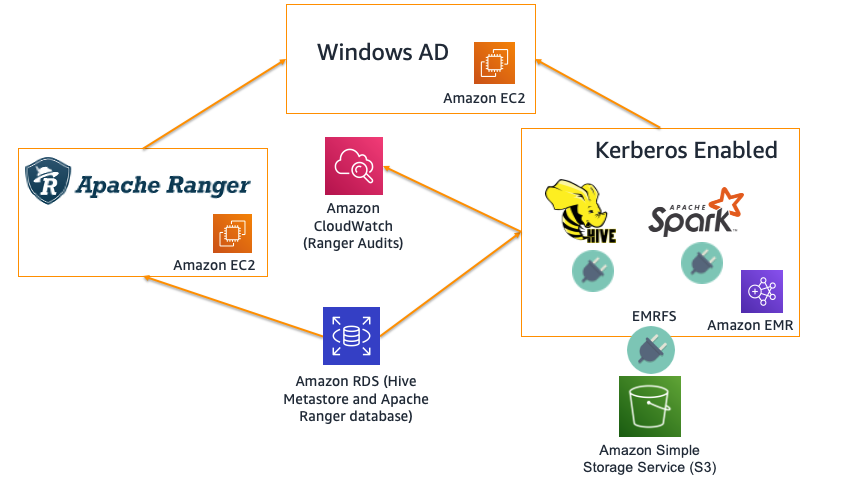 Windows AD
Amazon EC2
Kerberos Enabled
R
Apache Ranger
Amazon EC2
Amazon
CloudWatch
(Ranger Audits)
HIVE
APACHE
Spark™
EMRFS
Amazon EMR
Amazon RDS (Hive
Metastore and Apache
Ranger database)
Amazon Simple
Storage Service (S3)